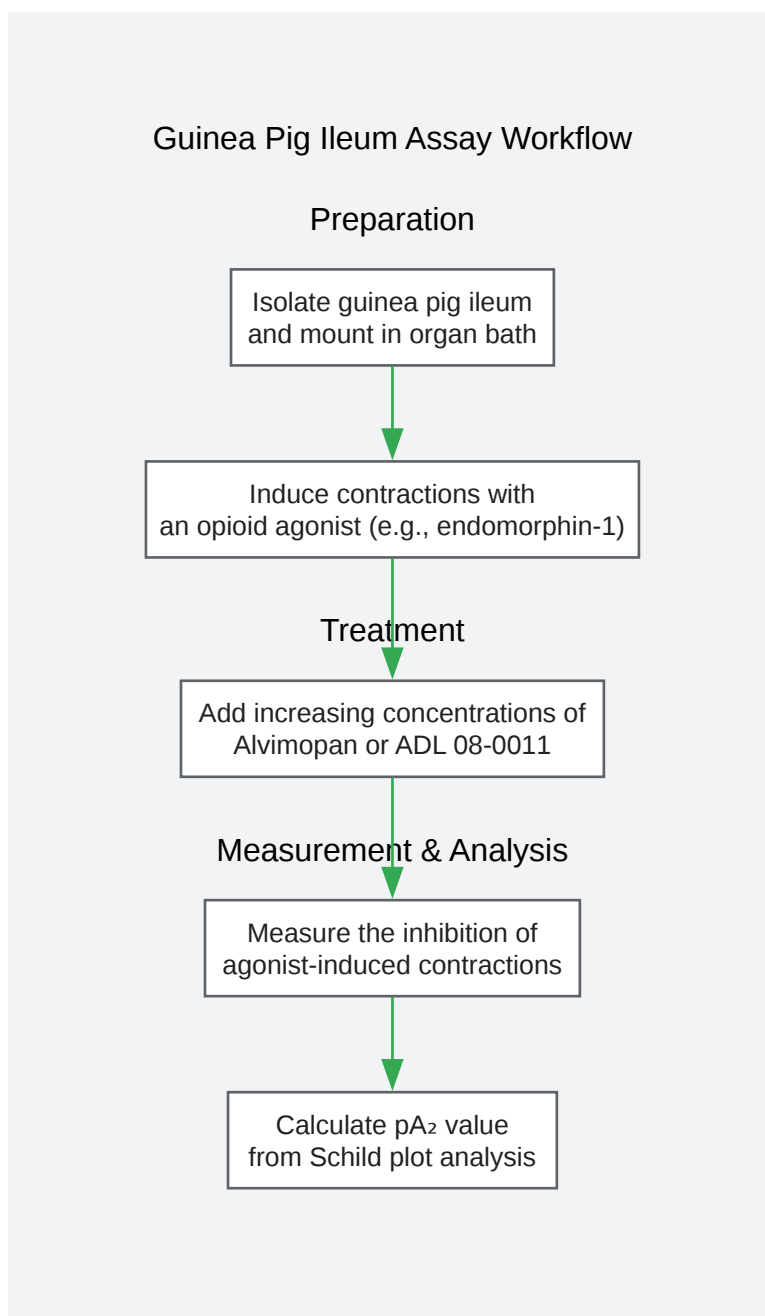 Guinea Pig Ileum Assay Workflow
Preparation
Isolate guinea pig ileum
and mount in organ bath
Induce contractions with
an opioid agonist (e.g., endomorphin-1)
Treatment
Add increasing concentrations of
Alvimopan or ADL 08-0011
Measurement & Analysis
Measure the inhibition of
agonist-induced contractions
Calculate pA₂ value
from Schild plot analysis